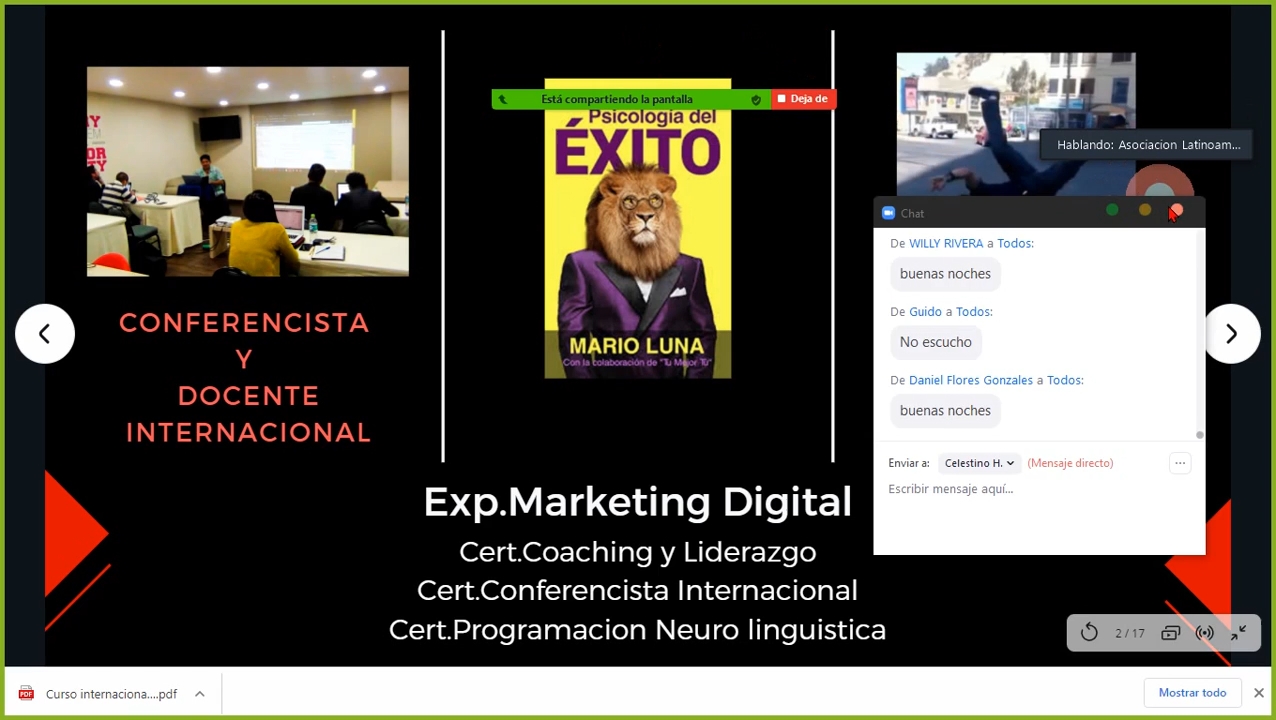 Está compartiendo la pantalla
Deja de
Psicología del
ÉXITO
MARIO LUNA
Con la colaboración de "Tu Mejor Tú"
CONFERENCISTA
Y
DOCENTE
INTERNACIONAL
Exp.Marketing Digital
Cert.Coaching y Liderazgo
Cert.Conferencista Internacional
Cert.Programacion Neuro linguistica
Hablando: Asociacion Latinoam...
Chat
De WILLY RIVERA a Todos:
buenas noches
De Guido a Todos:
No escucho
De Daniel Flores Gonzales a Todos:
buenas noches
Enviar a: Celestino H. (Mensaje directo)
Escribir mensaje aquí...
2 / 17
PDF
Curso internaciona....pdf
Mostrar todo